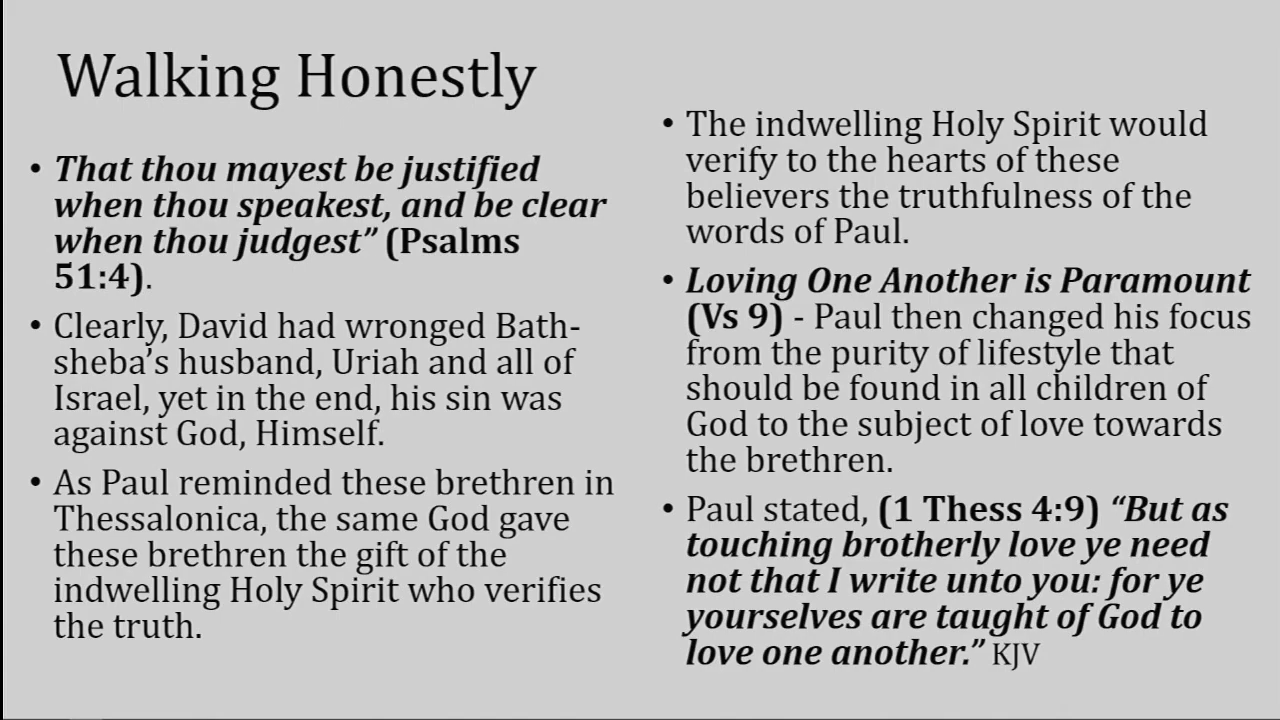 Walking Honestly
• That thou mayest be justified
when thou speakest, and be clear
when thou judgest” (Psalms
51:4).
• Clearly, David had wronged Bath-
sheba’s husband, Uriah and all of
Israel, yet in the end, his sin was
against God, Himself.
• As Paul reminded these brethren in
Thessalonica, the same God gave
these brethren the gift of the
indwelling Holy Spirit who verifies
the truth.
• The indwelling Holy Spirit would
verify to the hearts of these
believers the truthfulness of the
words of Paul.
• Loving One Another is Paramount
(Vs 9) - Paul then changed his focus
from the purity of lifestyle that
should be found in all children of
God to the subject of love towards
the brethren.
• Paul stated, (1 Thess 4:9) “But as
touching brotherly love ye need
not that I write unto you: for ye
yourselves are taught of God to
love one another.” KJV